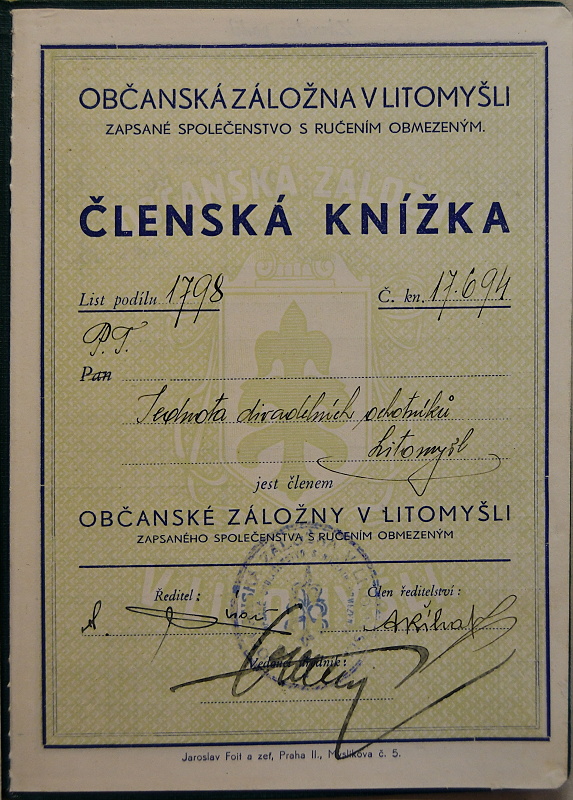 OBČANSKÁ ZÁLOŽNA V LITOMYŠLI
ZAPSANÉ SPOLEČENSTVO S RUČENÍM OBMEZENÝM.
ČLENSKÁ KNÍŽKA
List podílu 1798 Č. kn. 17.694
P.T.
Pan
Jednota divadelních ochotníků
Litomyšl
jest členem
OBČANSKÉ ZÁLOŽNY V LITOMYŠLI
ZAPSANÉHO SPOLEČENSTVA S RUČENÍM OBMEZENÝM
Ředitel: Člen ředitelství:
Vedoucí úředník:
Jaroslav Foit a zeť, Praha II., Myslíkova č. 5.